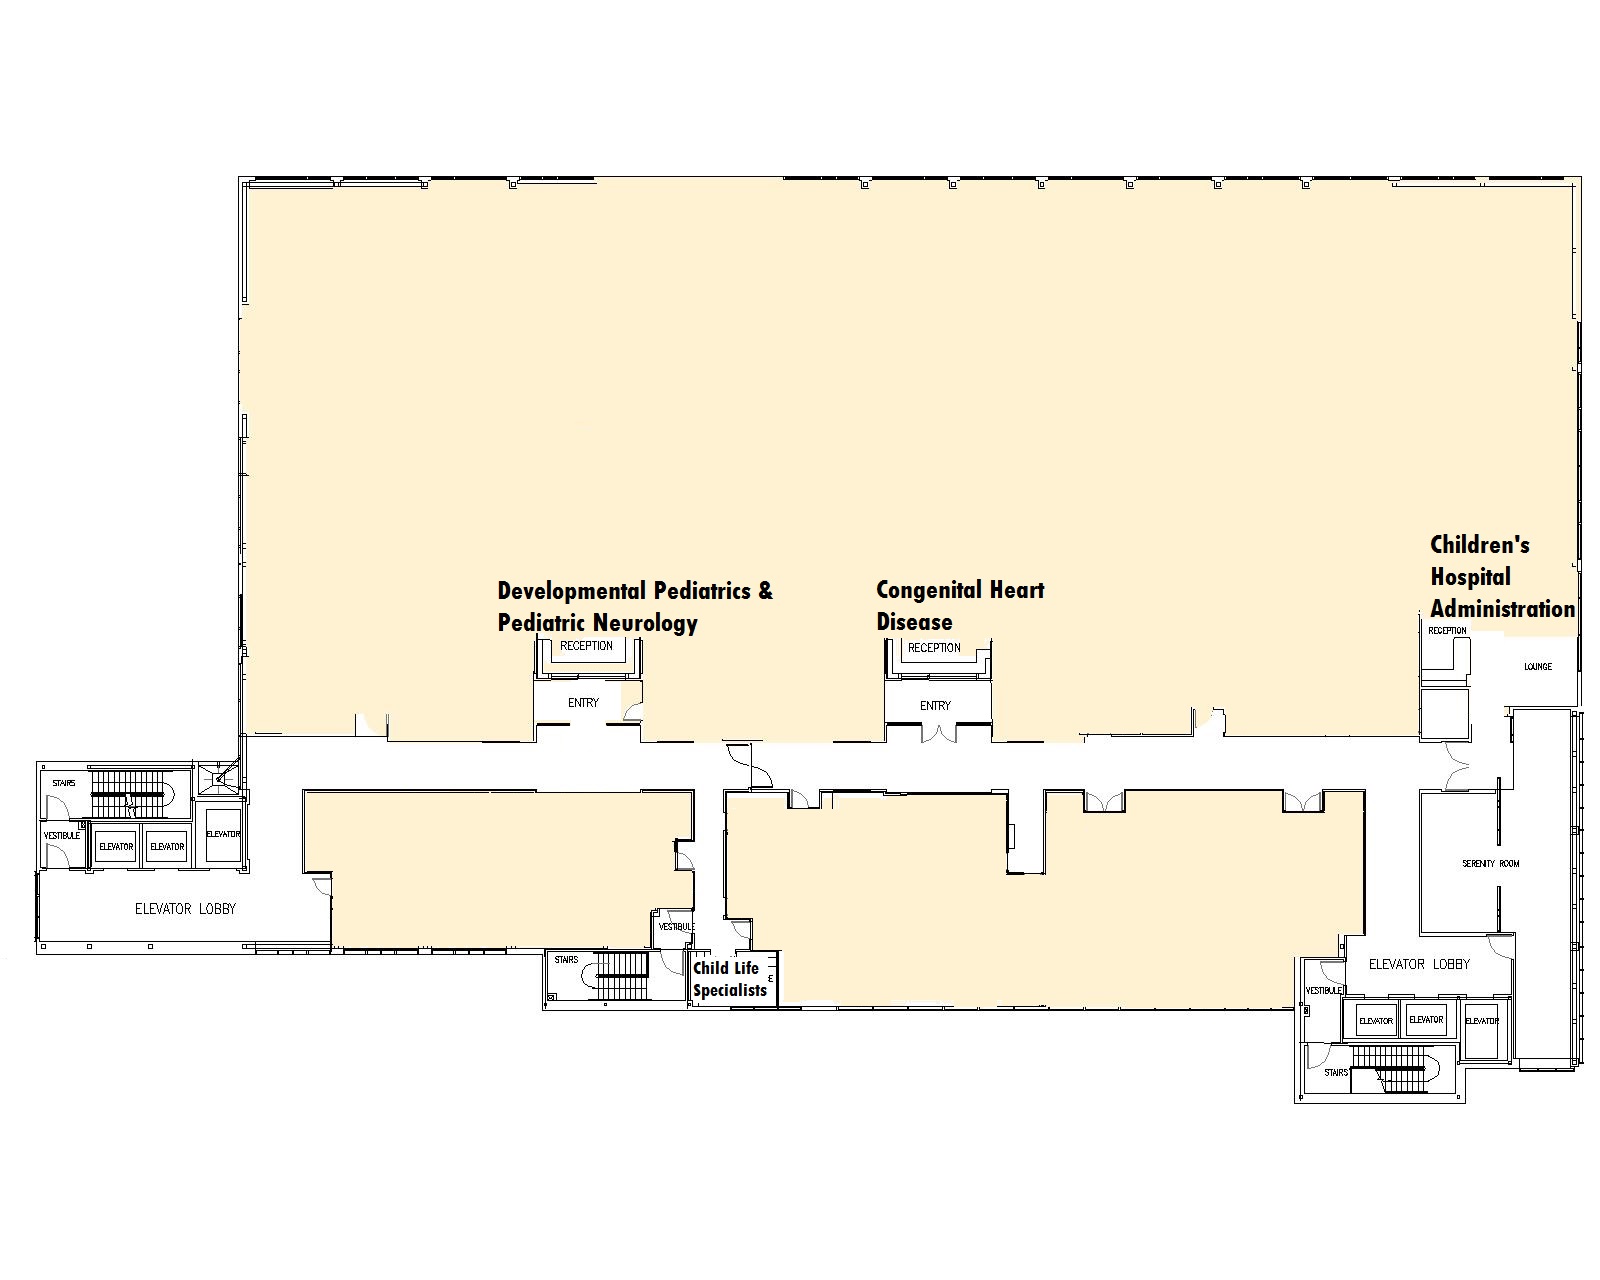 Children's
Hospital
Administration
Developmental Pediatrics &
Pediatric Neurology
Congenital Heart
Disease
RECEPTION
RECEPTION
RECEPTION
LOUNGE
ENTRY
ENTRY
STAIRS
VESTIBULE
ELEVATOR
ELEVATOR
ELEVATOR
ELEVATOR LOBBY
SERENITY ROOM
VESTIBULE
STAIRS
Child Life
Specialists
E
ELEVATOR LOBBY
VESTIBULE
ELEVATOR
ELEVATOR
ELEVATOR
STAIRS